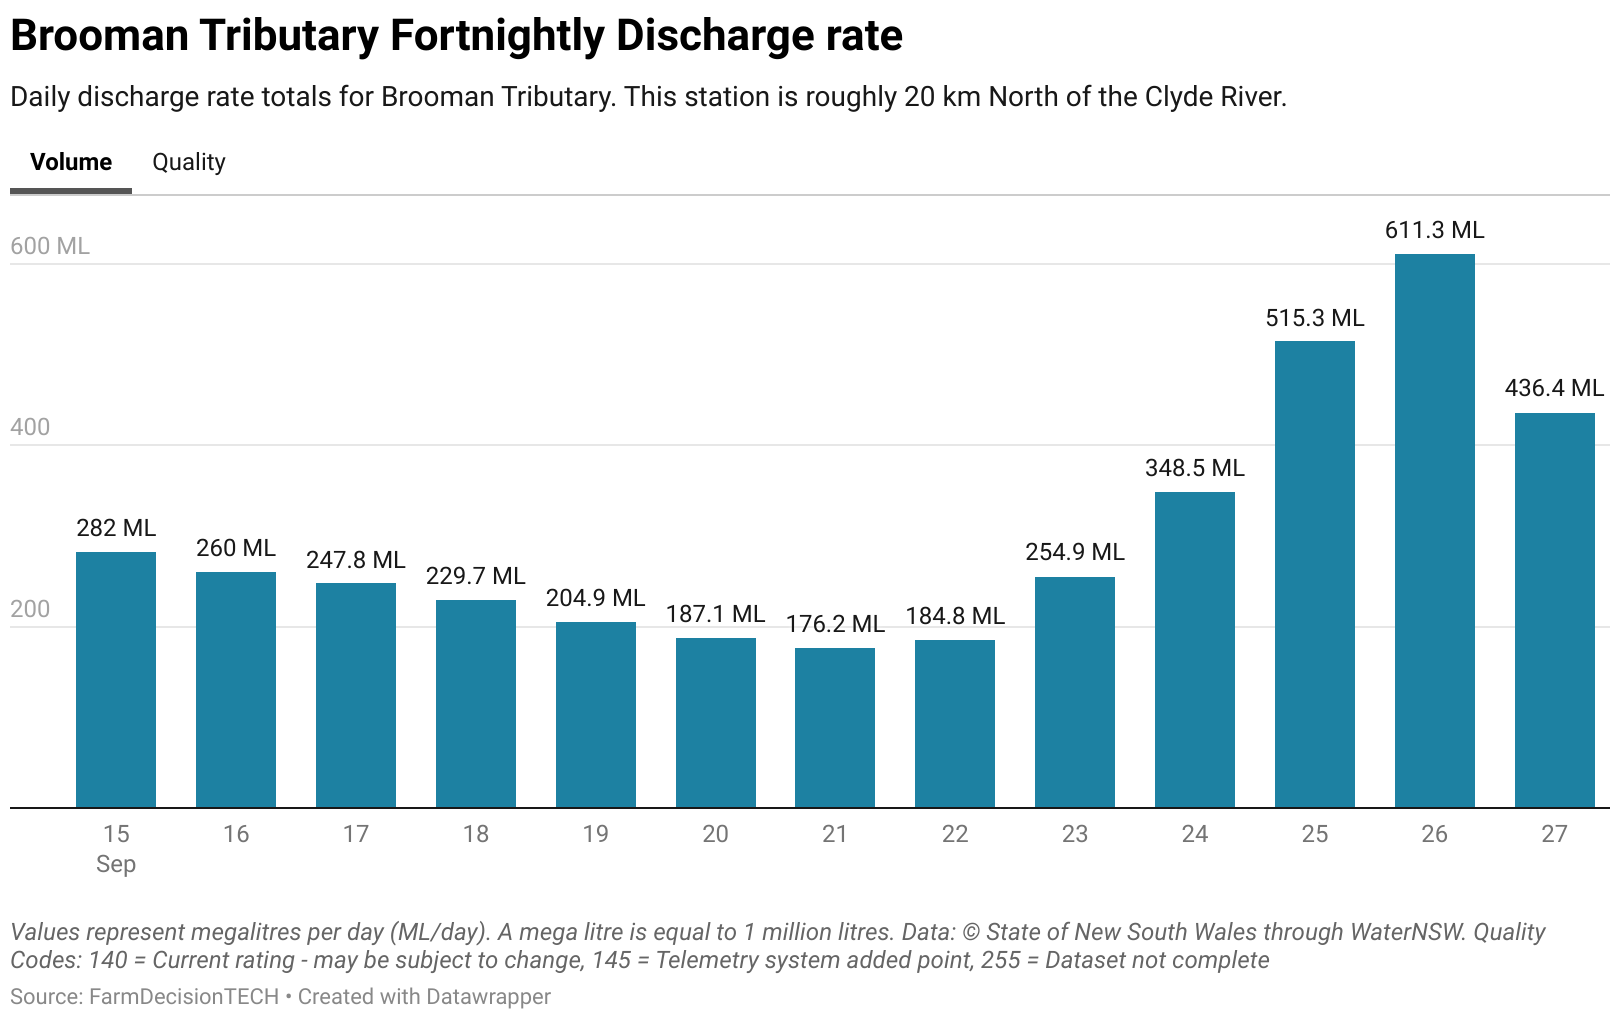 Brooman Tributary Fortnightly Discharge rate
Daily discharge rate totals for Brooman Tributary. This station is roughly 20 km North of the Clyde River.
Volume Quality
600 ML
400
200
282 ML
260 ML
247.8 ML
229.7 ML
204.9 ML
187.1 ML
176.2 ML
184.8 ML
254.9 ML
348.5 ML
515.3 ML
611.3 ML
436.4 ML
15 16 17 18 19 20 21 22 23 24 25 26 27
Sep
Values represent megalitres per day (ML/day). A mega litre is equal to 1 million litres. Data: © State of New South Wales through WaterNSW. Quality
Codes: 140 = Current rating - may be subject to change, 145 = Telemetry system added point, 255 = Dataset not complete
Source: FarmDecisionTECH • Created with Datawrapper